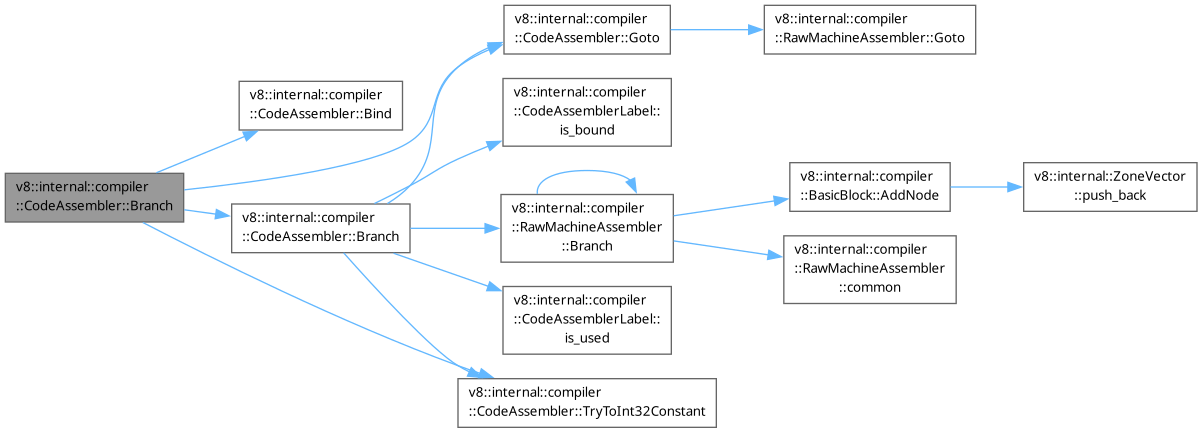 v8::internal::compiler
::CodeAssembler::Goto
v8::internal::compiler
::RawMachineAssembler::Goto
v8::internal::compiler
::CodeAssembler::Bind
v8::internal::compiler
::CodeAssemblerLabel::
is_bound
v8::internal::compiler
::CodeAssembler::Branch
v8::internal::compiler
::CodeAssembler::Branch
v8::internal::compiler
::RawMachineAssembler
::Branch
v8::internal::compiler
::BasicBlock::AddNode
v8::internal::ZoneVector
::push_back
v8::internal::compiler
::RawMachineAssembler
::common
v8::internal::compiler
::CodeAssemblerLabel::
is_used
v8::internal::compiler
::CodeAssembler::TryToInt32Constant